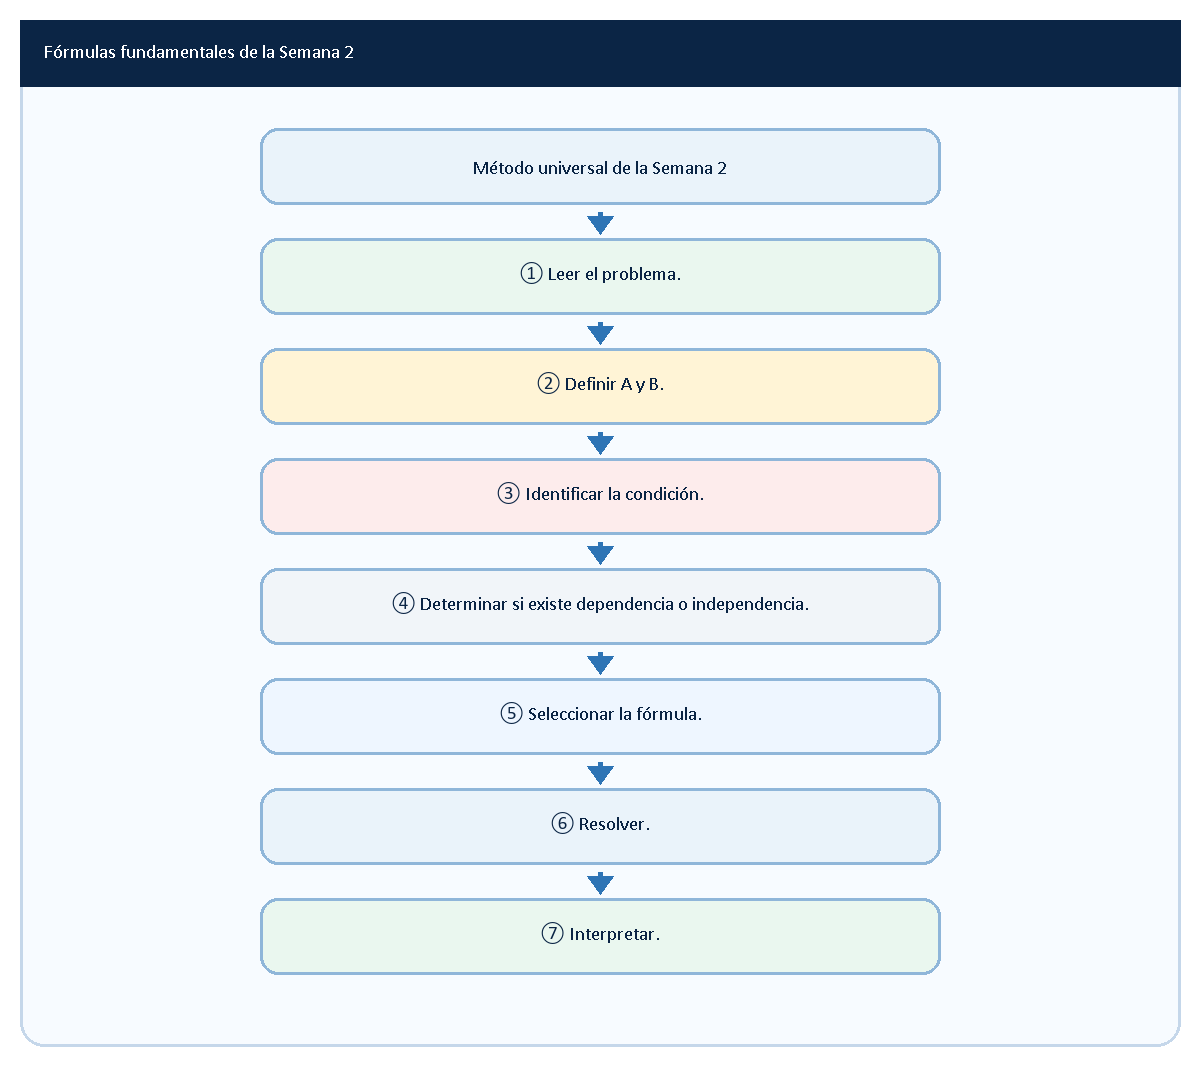 Fórmulas fundamentales de la Semana 2
Método universal de la Semana 2
① Leer el problema.
② Definir A y B.
③ Identificar la condición.
④ Determinar si existe dependencia o independencia.
⑤ Seleccionar la fórmula.
⑥ Resolver.
⑦ Interpretar.